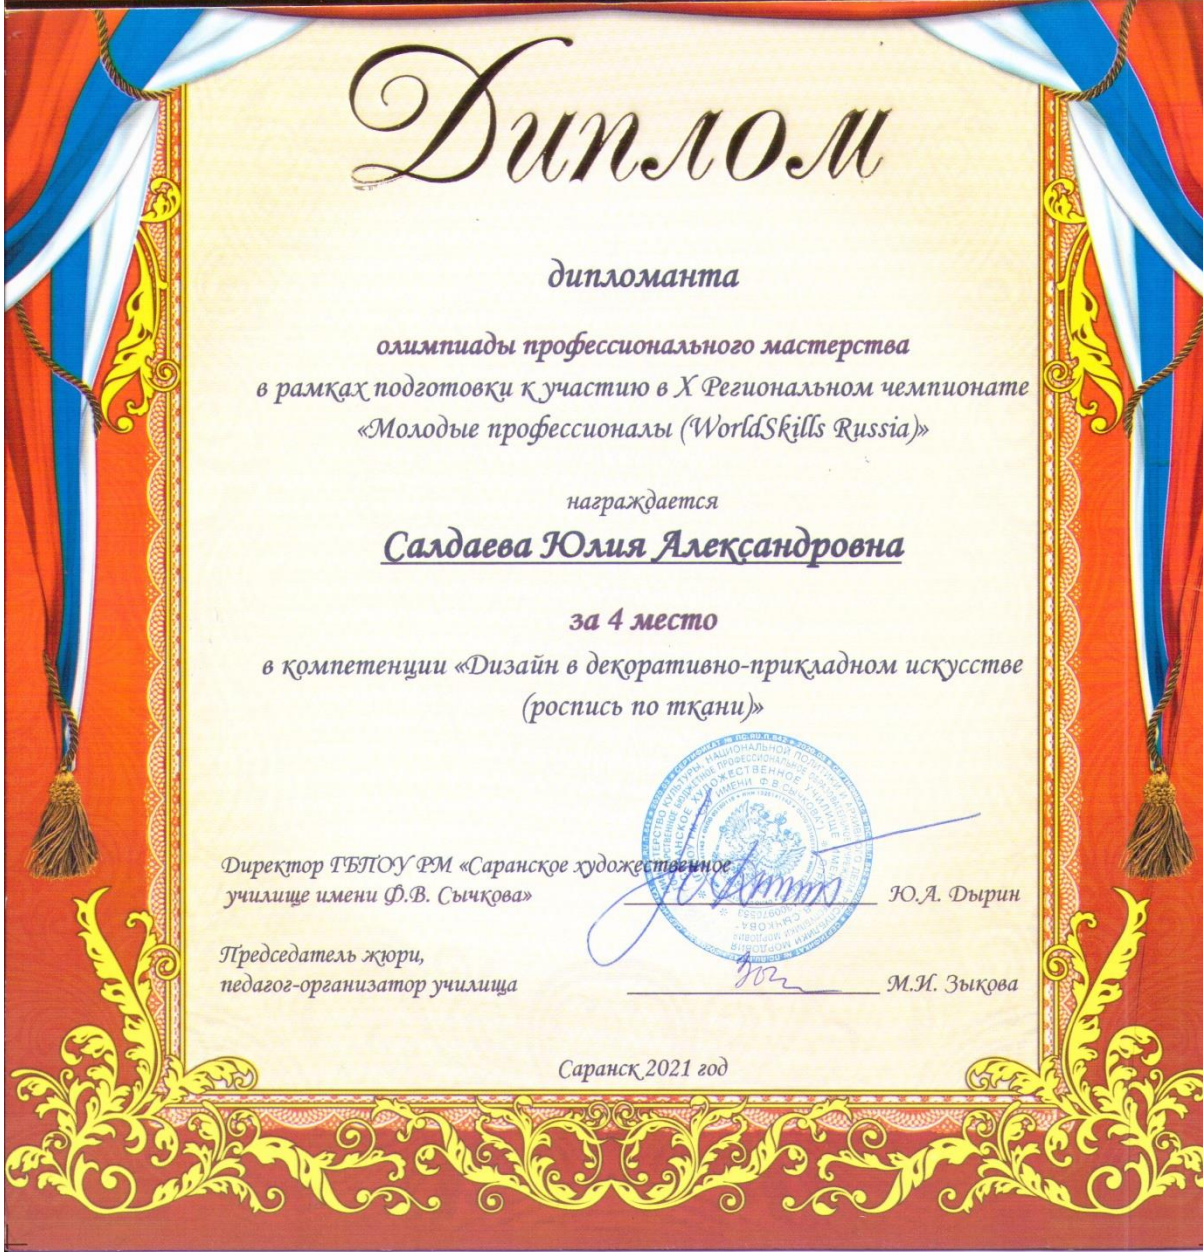 Диплом
дипломанта
олимпиады профессионального мастерства
в рамках подготовки к участию в X Региональном чемпионате
«Молодые профессионалы (WorldSkills Russia)»
награждается
Салдаева Юлия Александровна
за 4 место
в компетенции «Дизайн в декоративно-прикладном искусстве
(роспись по ткани)»
Директор ГБПОУ РМ «Саранское художественное
училище имени Ф.В. Сычкова»
Ю.А. Дырин
Председатель жюри,
педагог-организатор училища
М.И. Зыкова
Саранск 2021 год